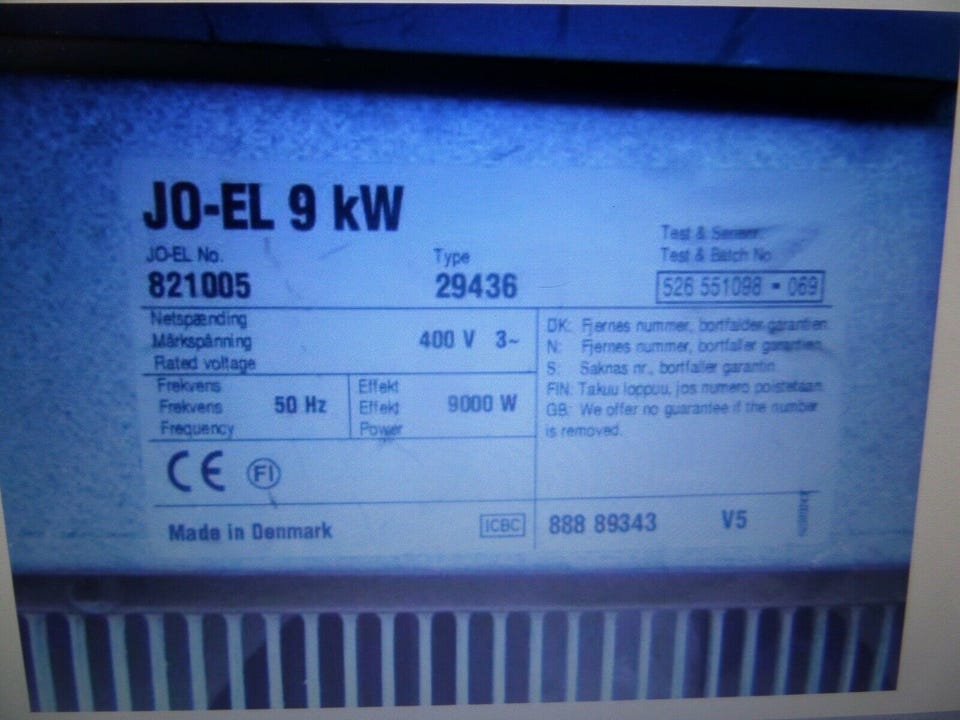 JO-EL 9 kW
JO-EL No.
821005
Type
29436
Test & Serienr.
Test & Batch No
526 551098 - 069
Netspænding
Märkspänning
Rated voltage
400 V 3~
Frekvens
Frekvens
Frequency
50 Hz
Effekt
Effekt
Power
9000 W
DK: Fjernes nummer, bortfalder garantien
N: Fjernes nummer, bortfaller garantien
S: Saknas nr., bortfaller garantin
FIN: Takuu loppuu, jos numero poistetaan
GB: We offer no guarantee if the number
is removed.
CE FI
Made in Denmark
ICBC
888 89343 V5